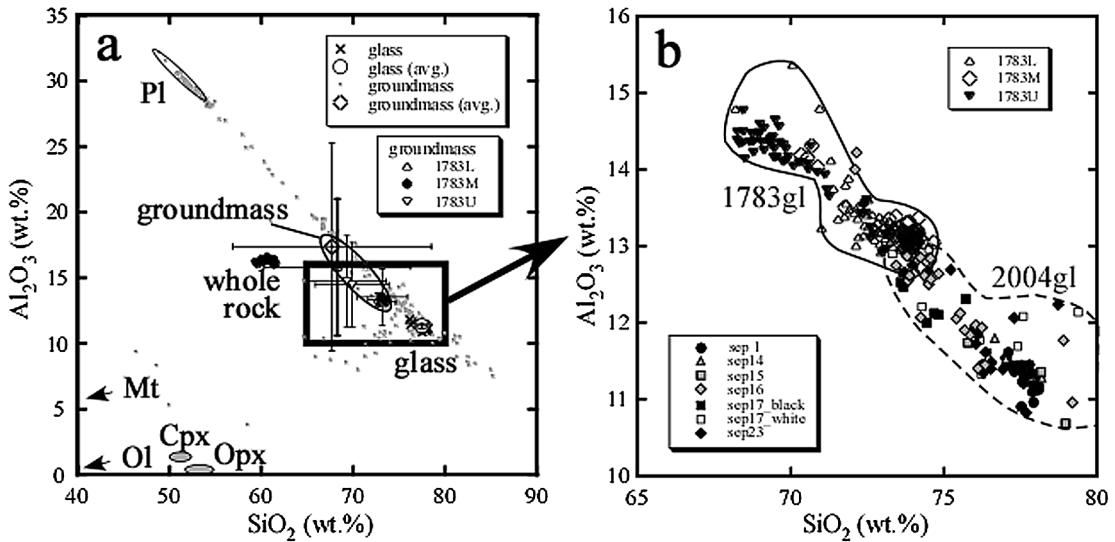 a
Al₂O₃ (wt.%)
35
30
25
20
15
10
5
0
40
50
60
70
80
90
SiO₂ (wt.%)
glass
glass (avg.)
groundmass
groundmass (avg.)
groundmass
1783L
1783M
1783U
Pl
groundmass
whole
rock
glass
Mt
Cpx
Ol
Opx
b
Al₂O₃ (wt.%)
16
15
14
13
12
11
10
65
70
75
80
SiO₂ (wt.%)
1783L
1783M
1783U
1783gl
2004gl
sep 1
sep14
sep15
sep16
sep17_black
sep17_white
sep23